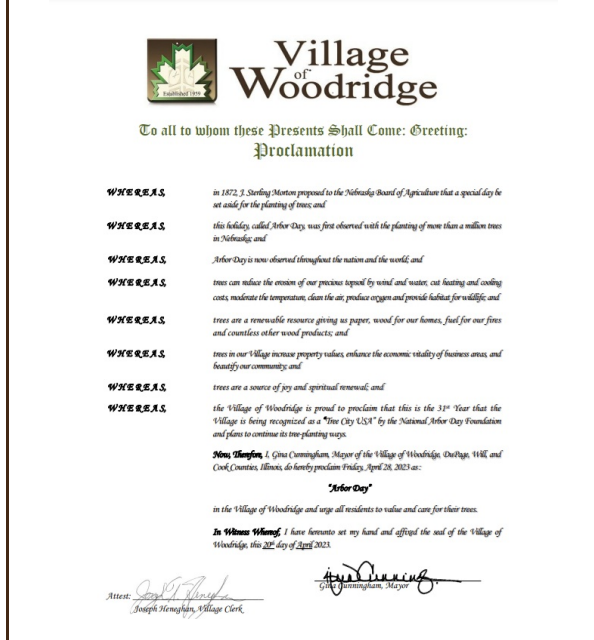 Village
of
Woodridge
Established 1959
To all to whom these Presents Shall Come: Greeting:
Proclamation
WHEREAS, in 1872, J. Sterling Morton proposed to the Nebraska Board of Agriculture that a special day be
set aside for the planting of trees; and
WHEREAS, this holiday, called Arbor Day, was first observed with the planting of more than a million trees
in Nebraska; and
WHEREAS, Arbor Day is now observed throughout the nation and the world; and
WHEREAS, trees can reduce the erosion of our precious topsoil by wind and water, cut heating and cooling
costs, moderate the temperature, clean the air, produce oxygen and provide habitat for wildlife; and
WHEREAS, trees are a renewable resource giving us paper, wood for our homes, fuel for our fires
and countless other wood products; and
WHEREAS, trees in our Village increase property values, enhance the economic vitality of business areas, and
beautify our community; and
WHEREAS, trees are a source of joy and spiritual renewal; and
WHEREAS, the Village of Woodridge is proud to proclaim that this is the 31st Year that the
Village is being recognized as a "Tree City USA" by the National Arbor Day Foundation
and plans to continue its tree-planting ways.
Now, Therefore, I, Gina Cunningham, Mayor of the Village of Woodridge, DuPage, Will, and
Cook Counties, Illinois, do hereby proclaim Friday, April 28, 2023 as:
"Arbor Day"
in the Village of Woodridge and urge all residents to value and care for their trees.
In Witness Whereof, I have hereunto set my hand and affixed the seal of the Village of
Woodridge, this 20th day of April 2023.
Gina Cunningham, Mayor
Attest:
Joseph Heneghan, Village Clerk